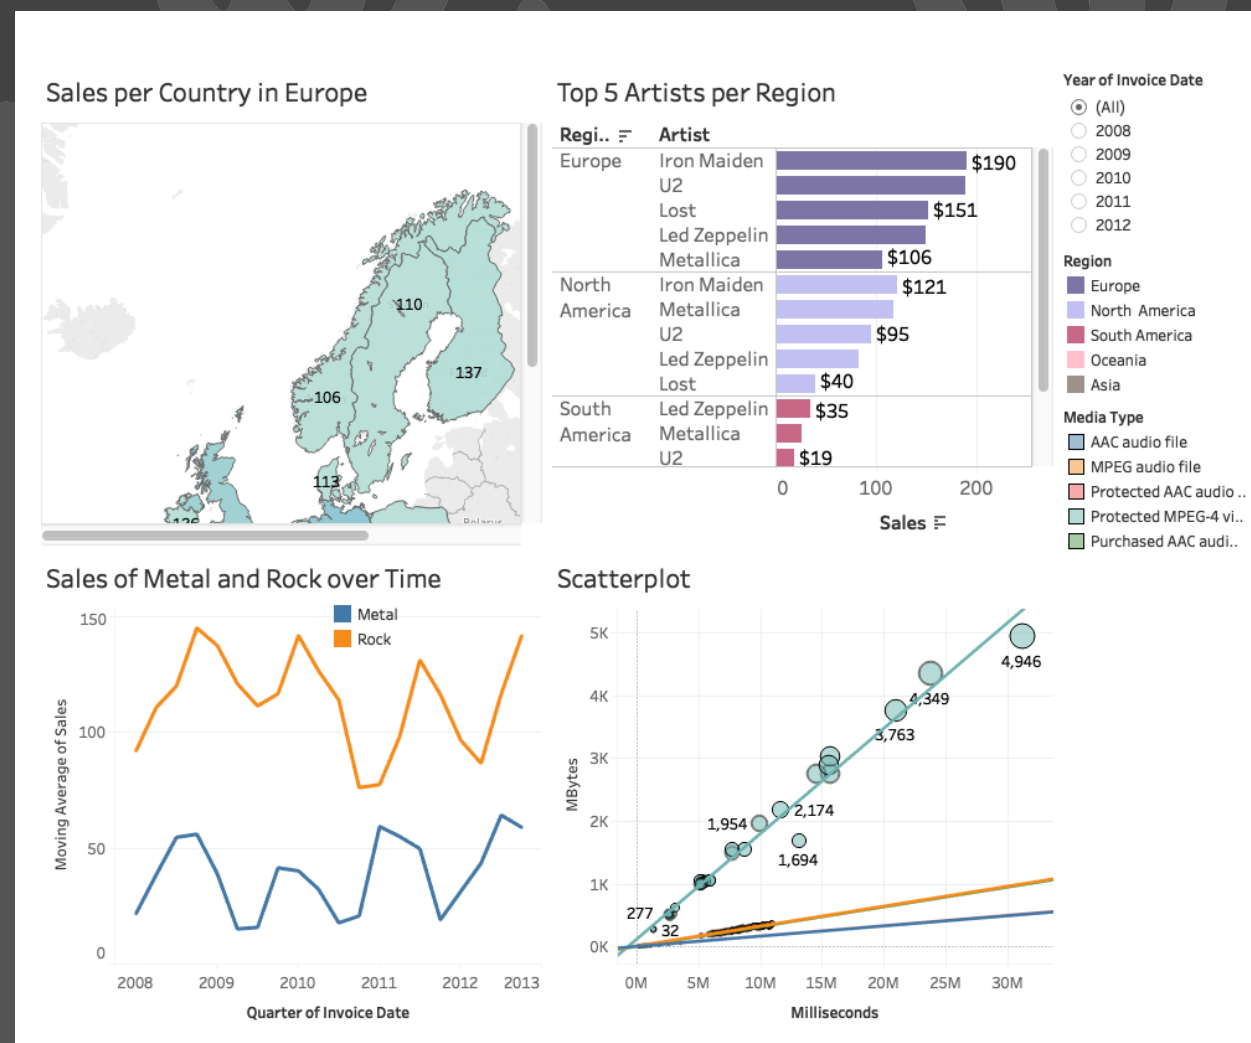 Sales per Country in Europe
110
137
106
113
126
Belarus
Top 5 Artists per Region
Regi.. Artist
Europe Iron Maiden $190
U2
Lost $151
Led Zeppelin
Metallica $106
North Iron Maiden $121
America Metallica
U2 $95
Led Zeppelin
Lost $40
South Led Zeppelin $35
America Metallica
U2 $19
0 100 200
Sales
Year of Invoice Date
(All)
2008
2009
2010
2011
2012
Region
Europe
North America
South America
Oceania
Asia
Media Type
AAC audio file
MPEG audio file
Protected AAC audio ..
Protected MPEG-4 vi..
Purchased AAC audi..
Sales of Metal and Rock over Time
Metal
Rock
150
100
50
0
Moving Average of Sales
2008 2009 2010 2011 2012 2013
Quarter of Invoice Date
Scatterplot
5K
4K
3K
2K
1K
0K
MBytes
4,946
4,349
3,763
2,174
1,954
1,694
277
32
0M 5M 10M 15M 20M 25M 30M
Milliseconds